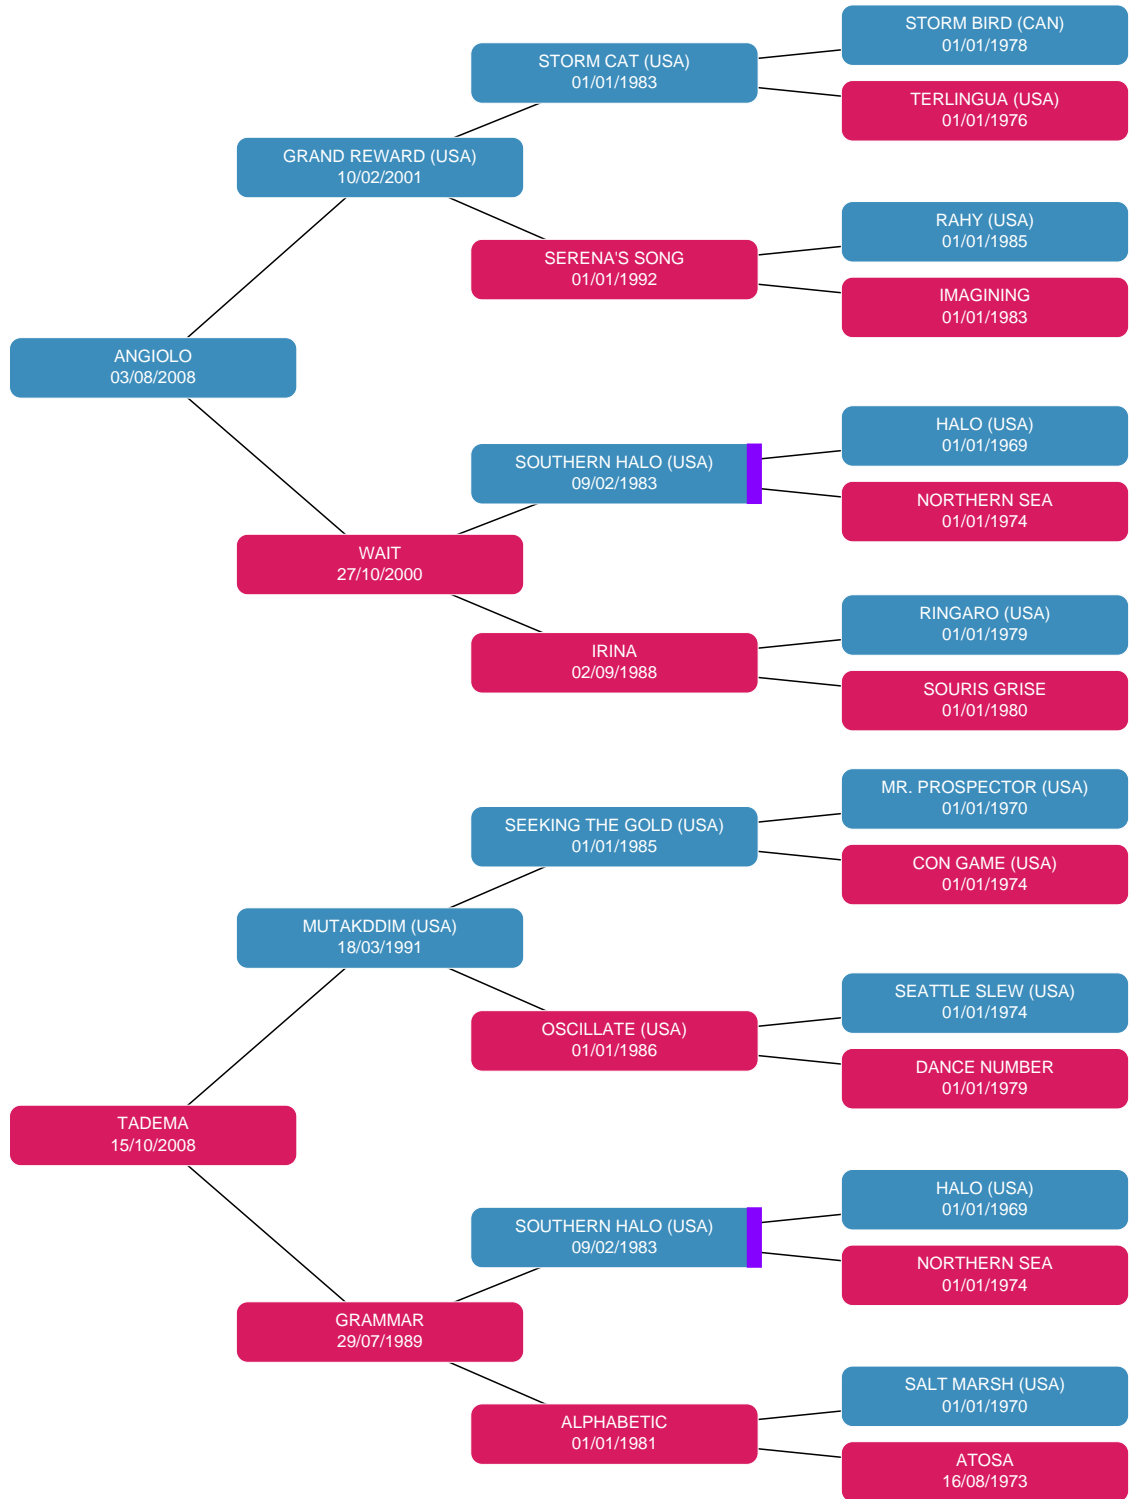 STORM BIRD (CAN)
01/01/1978
STORM CAT (USA)
01/01/1983
TERLINGUA (USA)
01/01/1976
GRAND REWARD (USA)
10/02/2001
RAHY (USA)
01/01/1985
SERENA'S SONG
01/01/1992
IMAGINING
01/01/1983
ANGIOLO
03/08/2008
HALO (USA)
01/01/1969
SOUTHERN HALO (USA)
09/02/1983
NORTHERN SEA
01/01/1974
WAIT
27/10/2000
RINGARO (USA)
01/01/1979
IRINA
02/09/1988
SOURIS GRISE
01/01/1980
MR. PROSPECTOR (USA)
01/01/1970
SEEKING THE GOLD (USA)
01/01/1985
CON GAME (USA)
01/01/1974
MUTAKDDIM (USA)
18/03/1991
SEATTLE SLEW (USA)
01/01/1974
OSCILLATE (USA)
01/01/1986
DANCE NUMBER
01/01/1979
TADEMA
15/10/2008
HALO (USA)
01/01/1969
SOUTHERN HALO (USA)
09/02/1983
NORTHERN SEA
01/01/1974
GRAMMAR
29/07/1989
SALT MARSH (USA)
01/01/1970
ALPHABETIC
01/01/1981
ATOSA
16/08/1973